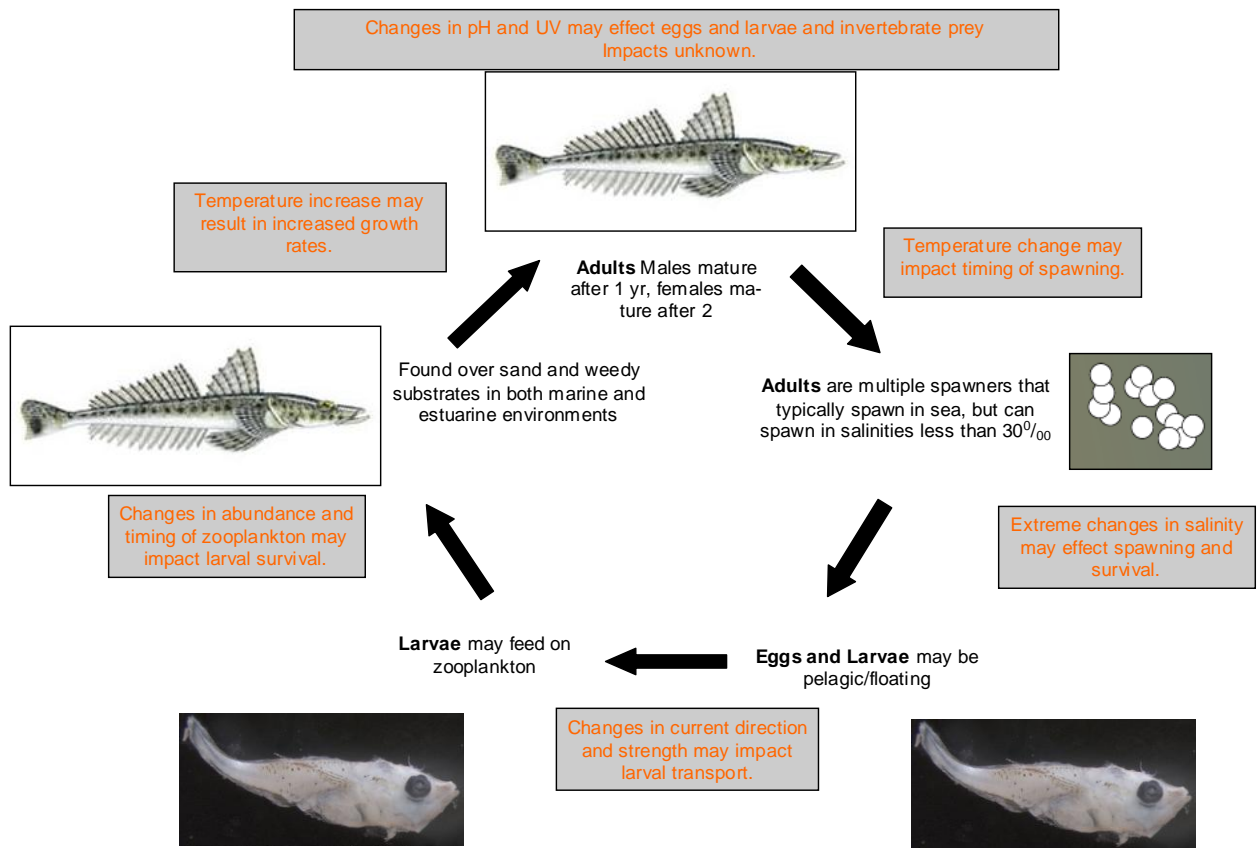 Changes in pH and UV may effect eggs and larvae and invertebrate prey
Impacts unknown.
Temperature increase may
result in increased growth
rates.
Temperature change may
impact timing of spawning.
Adults Males mature
after 1 yr, females ma-
ture after 2
Found over sand and weedy
substrates in both marine and
estuarine environments
Adults are multiple spawners that
typically spawn in sea, but can
spawn in salinities less than 30⁰/₀₀
Changes in abundance and
timing of zooplankton may
impact larval survival.
Extreme changes in salinity
may effect spawning and
survival.
Larvae may feed on
zooplankton
Eggs and Larvae may be
pelagic/floating
Changes in current direction
and strength may impact
larval transport.